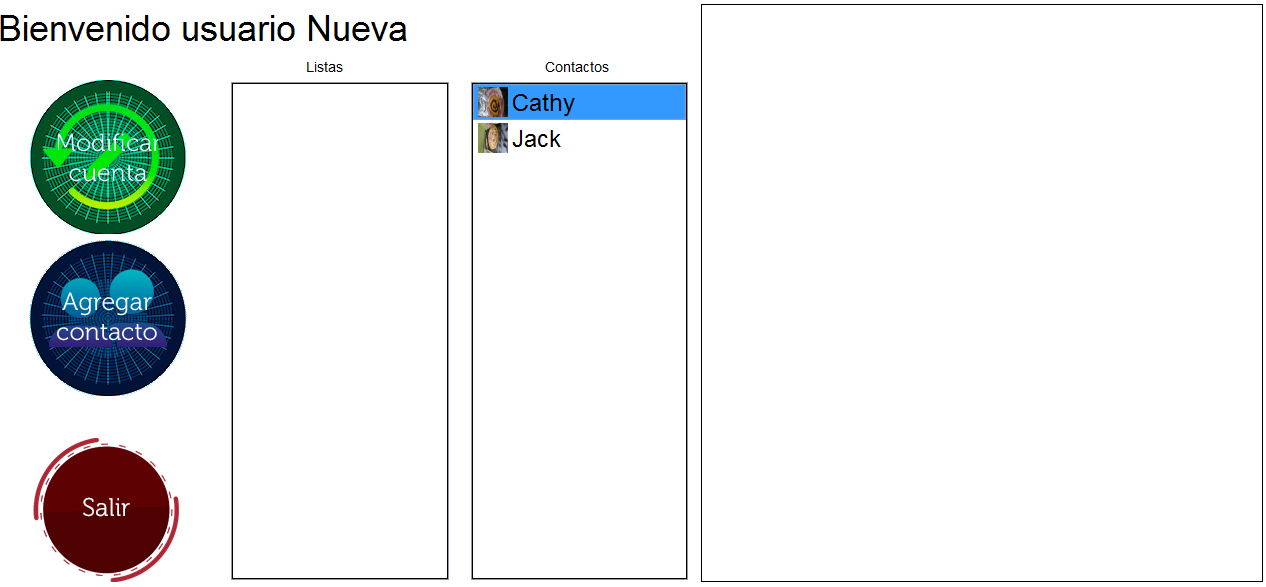 Bienvenido usuario Nueva
Listas
Contactos
Modificar
cuenta
Agregar
contacto
Salir
Cathy
Jack